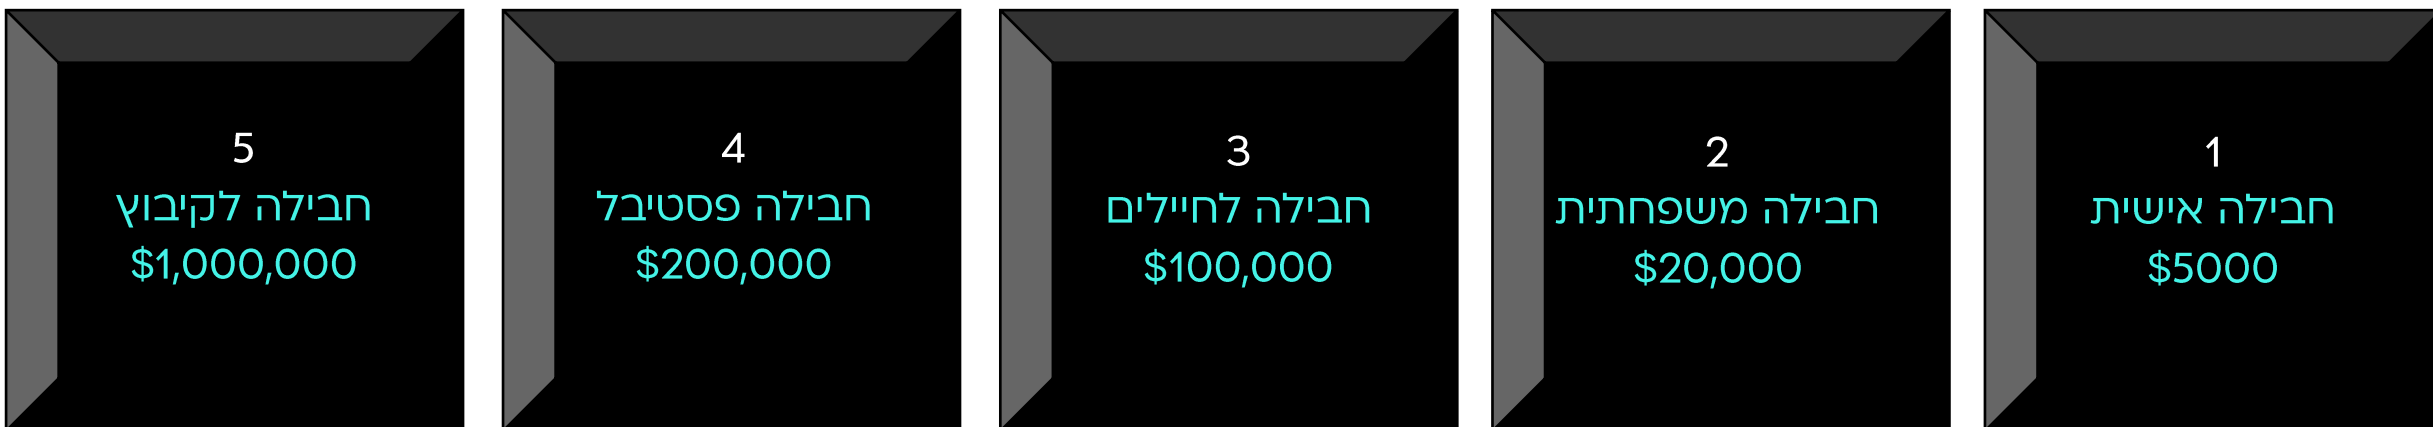 1
חבילה אישית
$5000
2
חבילה משפחתית
$20,000
3
חבילה לחיילים
$100,000
4
חבילה פסטיבל
$200,000
5
חבילה לקיבוץ
$1,000,000